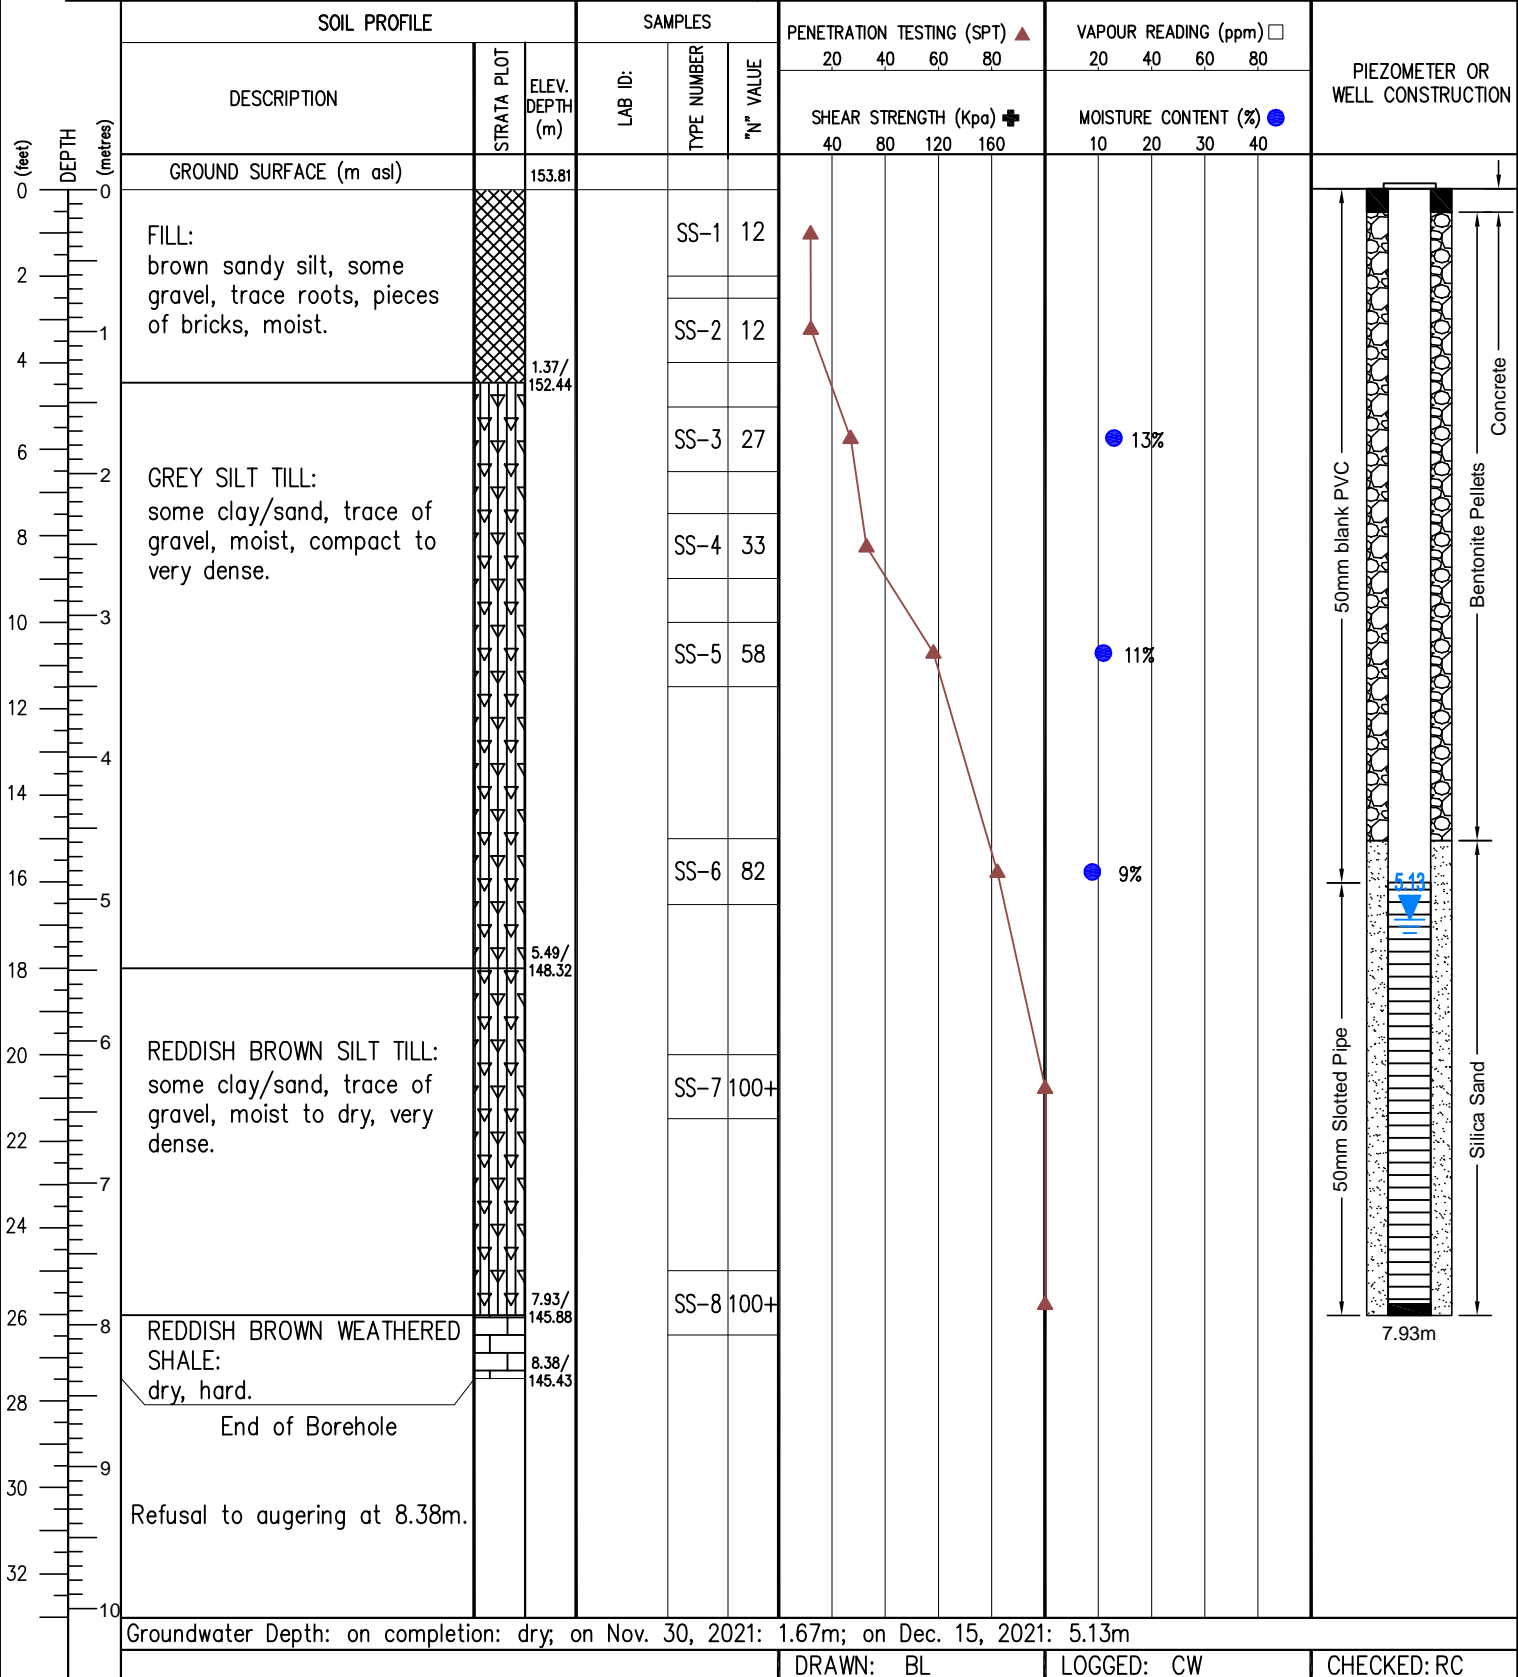 SOIL PROFILE
SAMPLES
PENETRATION TESTING (SPT)
20 40 60 80
VAPOUR READING (ppm)
20 40 60 80
PIEZOMETER OR
WELL CONSTRUCTION
(feet)
DEPTH
(metres)
DESCRIPTION
STRATA PLOT
ELEV.
DEPTH
(m)
LAB ID:
TYPE NUMBER
"N" VALUE
SHEAR STRENGTH (Kpa)
40 80 120 160
MOISTURE CONTENT (%)
10 20 30 40
GROUND SURFACE (m asl) 153.81
0 0
FILL:
brown sandy silt, some
gravel, trace roots, pieces
of bricks, moist.
SS-1 12
2
SS-2 12
1
4
1.37/
152.44
Concrete
SS-3 27
13%
6
2
GREY SILT TILL:
some clay/sand, trace of
gravel, moist, compact to
very dense.
8
SS-4 33
50mm blank PVC
Bentonite Pellets
10
3
SS-5 58
11%
12
4
14
SS-6 82
9%
16
5
5.13
5.49/
148.32
18
6
20
REDDISH BROWN SILT TILL:
some clay/sand, trace of
gravel, moist to dry, very
dense.
SS-7 100+
50mm Slotted Pipe
Silica Sand
22
7
24
SS-8 100+
7.93/
145.88
26
8
7.93m
REDDISH BROWN WEATHERED
SHALE:
dry, hard.
8.38/
145.43
28
End of Borehole
9
30
Refusal to augering at 8.38m.
32
10
Groundwater Depth: on completion: dry; on Nov. 30, 2021: 1.67m; on Dec. 15, 2021: 5.13m
DRAWN: BL
LOGGED: CW
CHECKED: RC